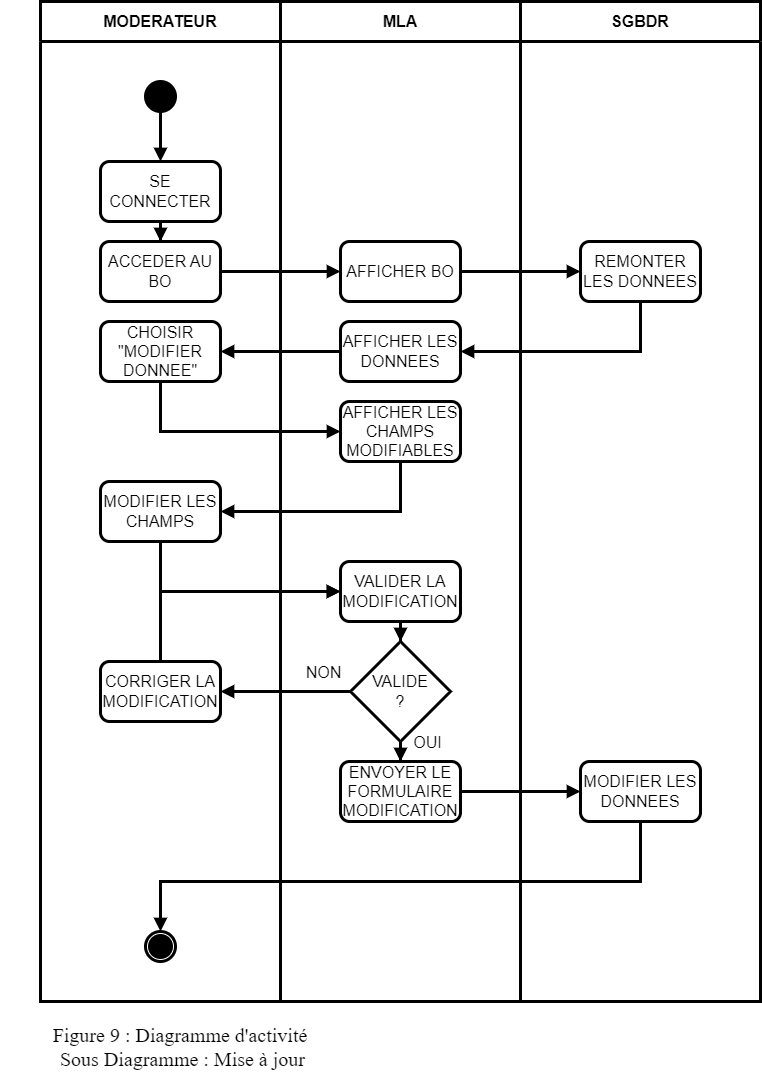 MODERATEUR
MLA
SGBDR
SE
CONNECTER
ACCEDER AU
BO
AFFICHER BO
REMONTER
LES DONNEES
CHOISIR
"MODIFIER
DONNEE"
AFFICHER LES
DONNEES
AFFICHER LES
CHAMPS
MODIFIABLES
MODIFIER LES
CHAMPS
VALIDER LA
MODIFICATION
VALIDE
?
NON
CORRIGER LA
MODIFICATION
OUI
ENVOYER LE
FORMULAIRE
MODIFICATION
MODIFIER LES
DONNEES
Figure 9 : Diagramme d'activité
Sous Diagramme : Mise à jour